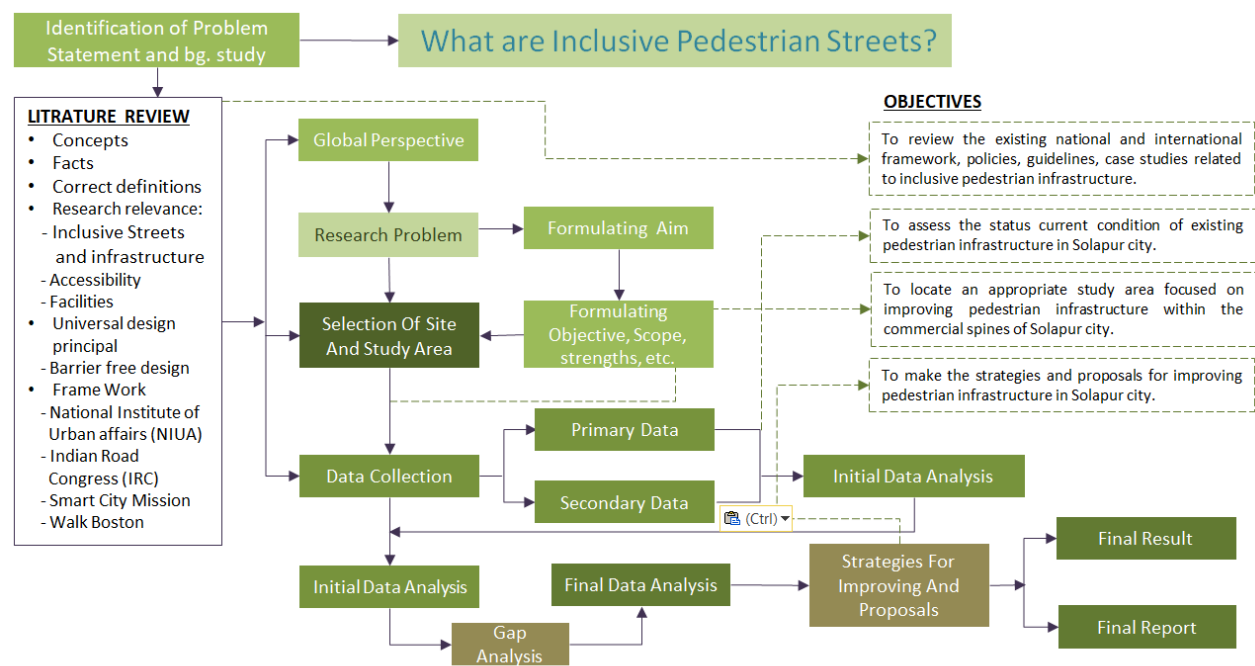 Identification of Problem
Statement and bg. study
What are Inclusive Pedestrian Streets?
LITRATURE REVIEW
• Concepts
• Facts
• Correct definitions
• Research relevance:
- Inclusive Streets
and infrastructure
- Accessibility
- Facilities
• Universal design
principal
- Barrier free design
• Frame Work
- National Institute of
Urban affairs (NIUA)
- Indian Road
Congress (IRC)
- Smart City Mission
- Walk Boston
Global Perspective
Research Problem
Formulating Aim
Selection Of Site
And Study Area
Formulating
Objective, Scope,
strengths, etc.
Data Collection
Primary Data
Secondary Data
Initial Data Analysis
(Ctrl)
Initial Data Analysis
Gap
Analysis
Final Data Analysis
Strategies For
Improving And
Proposals
Final Result
Final Report
OBJECTIVES
To review the existing national and international
framework, policies, guidelines, case studies related
to inclusive pedestrian infrastructure.
To assess the status current condition of existing
pedestrian infrastructure in Solapur city.
To locate an appropriate study area focused on
improving pedestrian infrastructure within the
commercial spines of Solapur city.
To make the strategies and proposals for improving
pedestrian infrastructure in Solapur city.